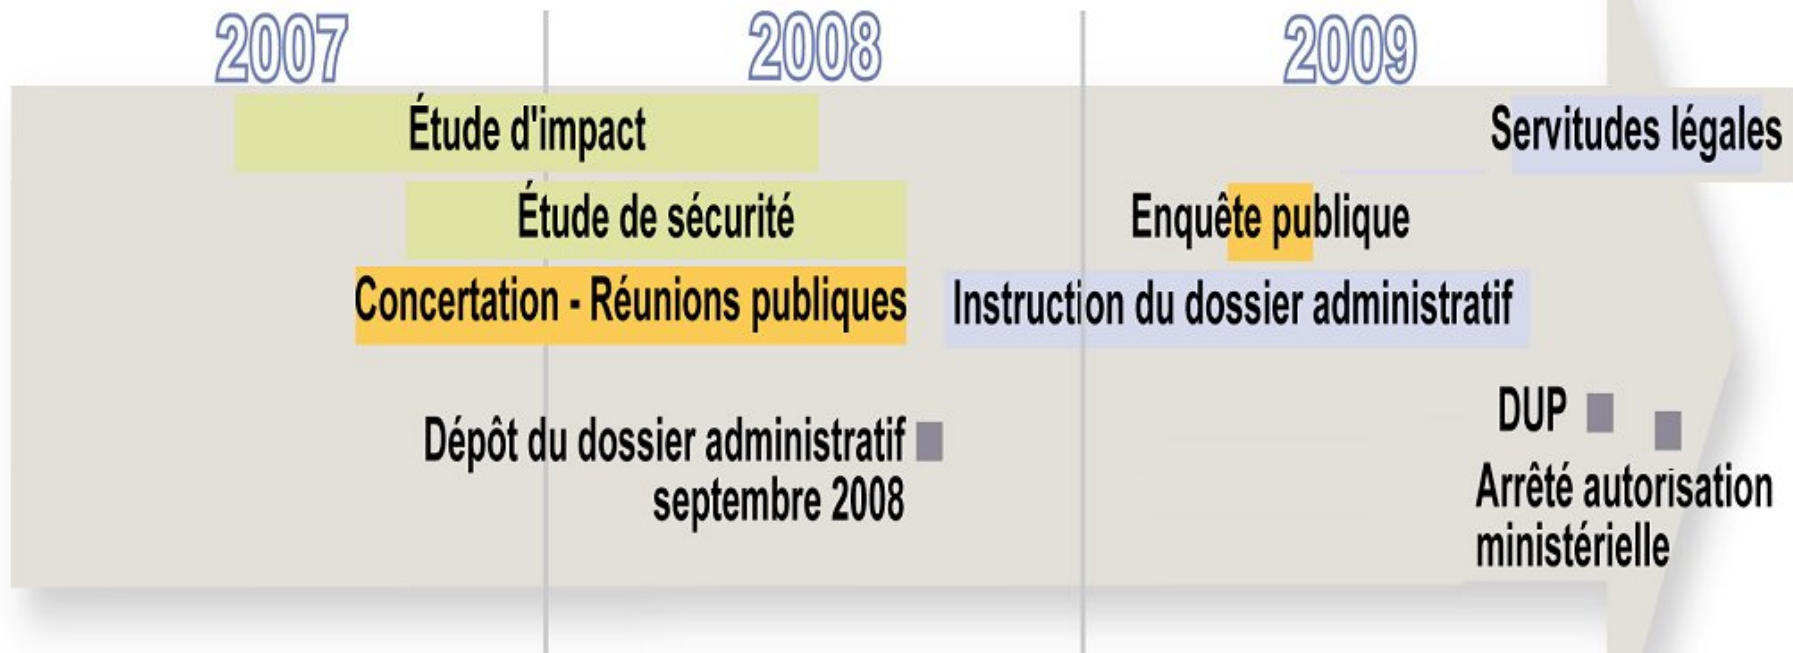 2007
2008
2009
Étude d'impact
Servitudes légales
Étude de sécurité
Enquête publique
Concertation - Réunions publiques
Instruction du dossier administratif
DUP
Dépôt du dossier administratif
septembre 2008
Arrêté autorisation
ministérielle